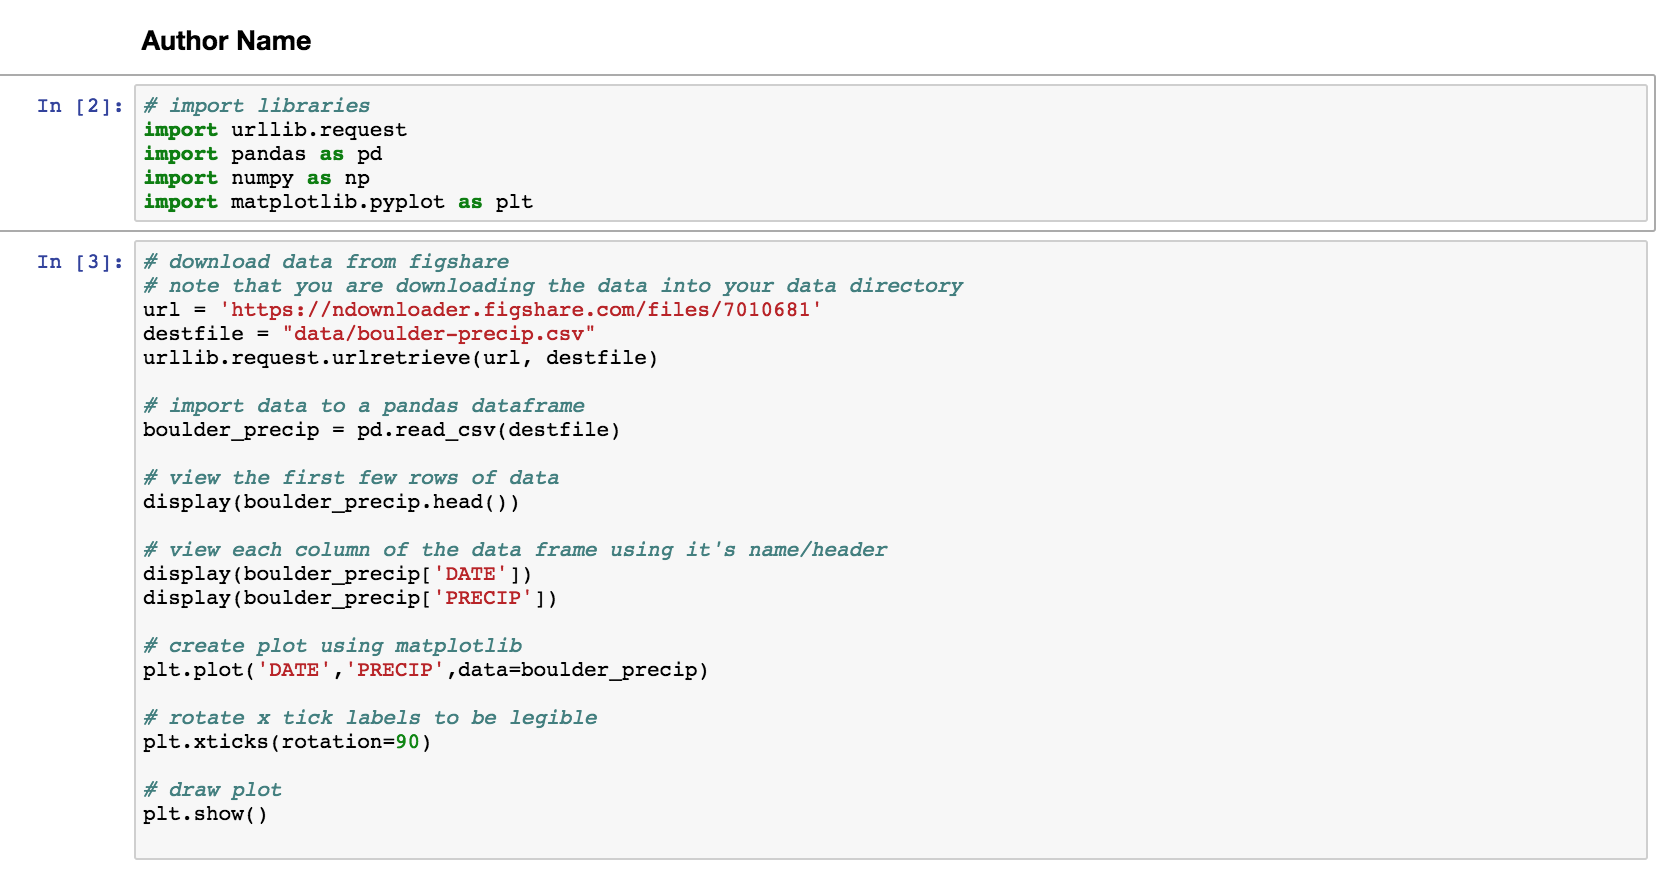 Author Name
In [2]:
# import libraries
import urllib.request
import pandas as pd
import numpy as np
import matplotlib.pyplot as plt
In [3]:
# download data from figshare
# note that you are downloading the data into your data directory
url = 'https://ndownloader.figshare.com/files/7010681'
destfile = "data/boulder-precip.csv"
urllib.request.urlretrieve(url, destfile)
# import data to a pandas dataframe
boulder_precip = pd.read_csv(destfile)
# view the first few rows of data
display(boulder_precip.head())
# view each column of the data frame using it's name/header
display(boulder_precip['DATE'])
display(boulder_precip['PRECIP'])
# create plot using matplotlib
plt.plot('DATE','PRECIP',data=boulder_precip)
# rotate x tick labels to be legible
plt.xticks(rotation=90)
# draw plot
plt.show()